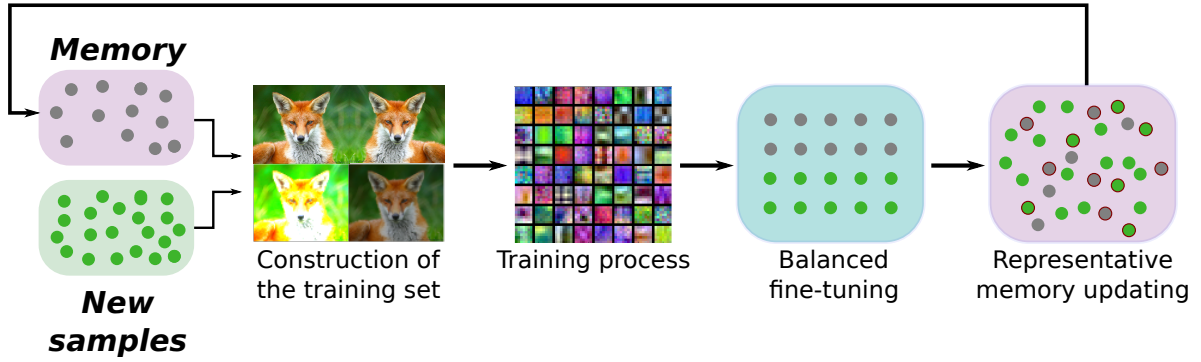 Memory
New
samples
Construction of
the training set
Training process
Balanced
fine-tuning
Representative
memory updating